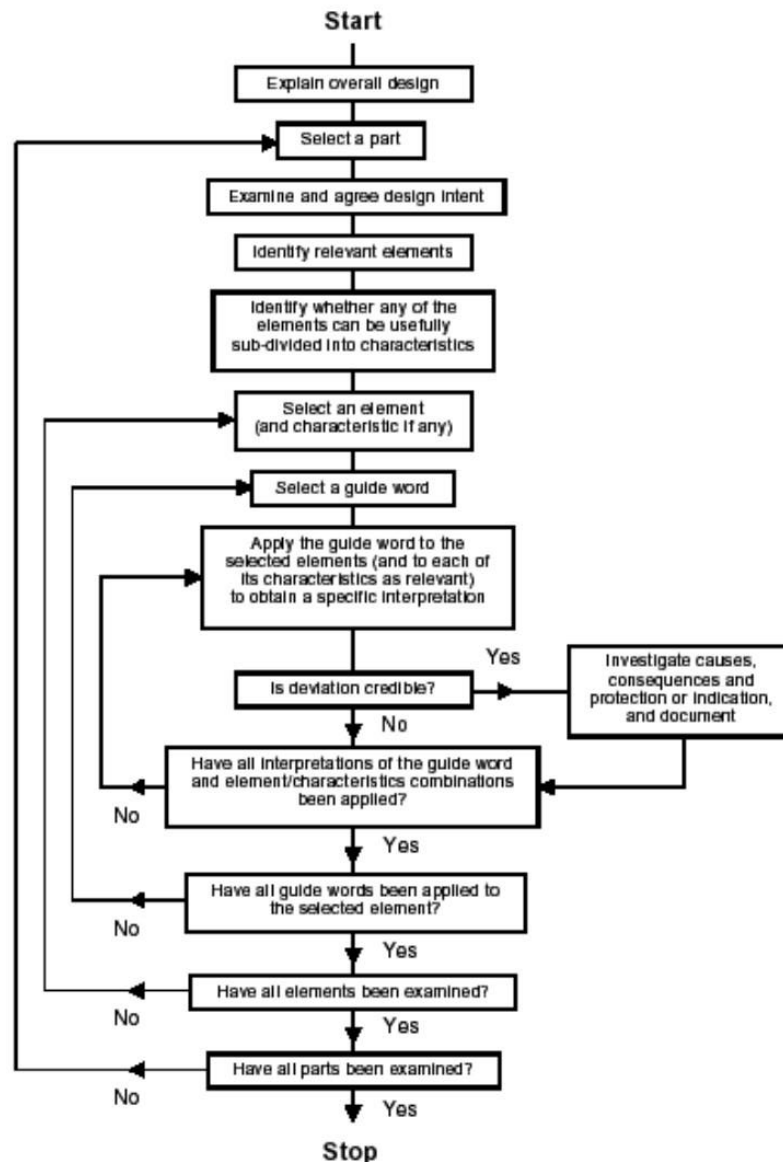 Start
Explain overall design
Select a part
Examine and agree design intent
Identify relevant elements
Identify whether any of the
elements can be usefully
sub-divided into characteristics
Select an element
(and characteristic if any)
Select a guide word
Apply the guide word to the
selected elements (and to each of
its characteristics as relevant)
to obtain a specific interpretation
Is deviation credible?
Yes
Investigate causes,
consequences and
protection or indication,
and document
No
Have all interpretations of the guide word
and element/characteristics combinations
been applied?
No
Yes
Have all guide words been applied to
the selected element?
No
Yes
Have all elements been examined?
No
Yes
Have all parts been examined?
No
Yes
Stop